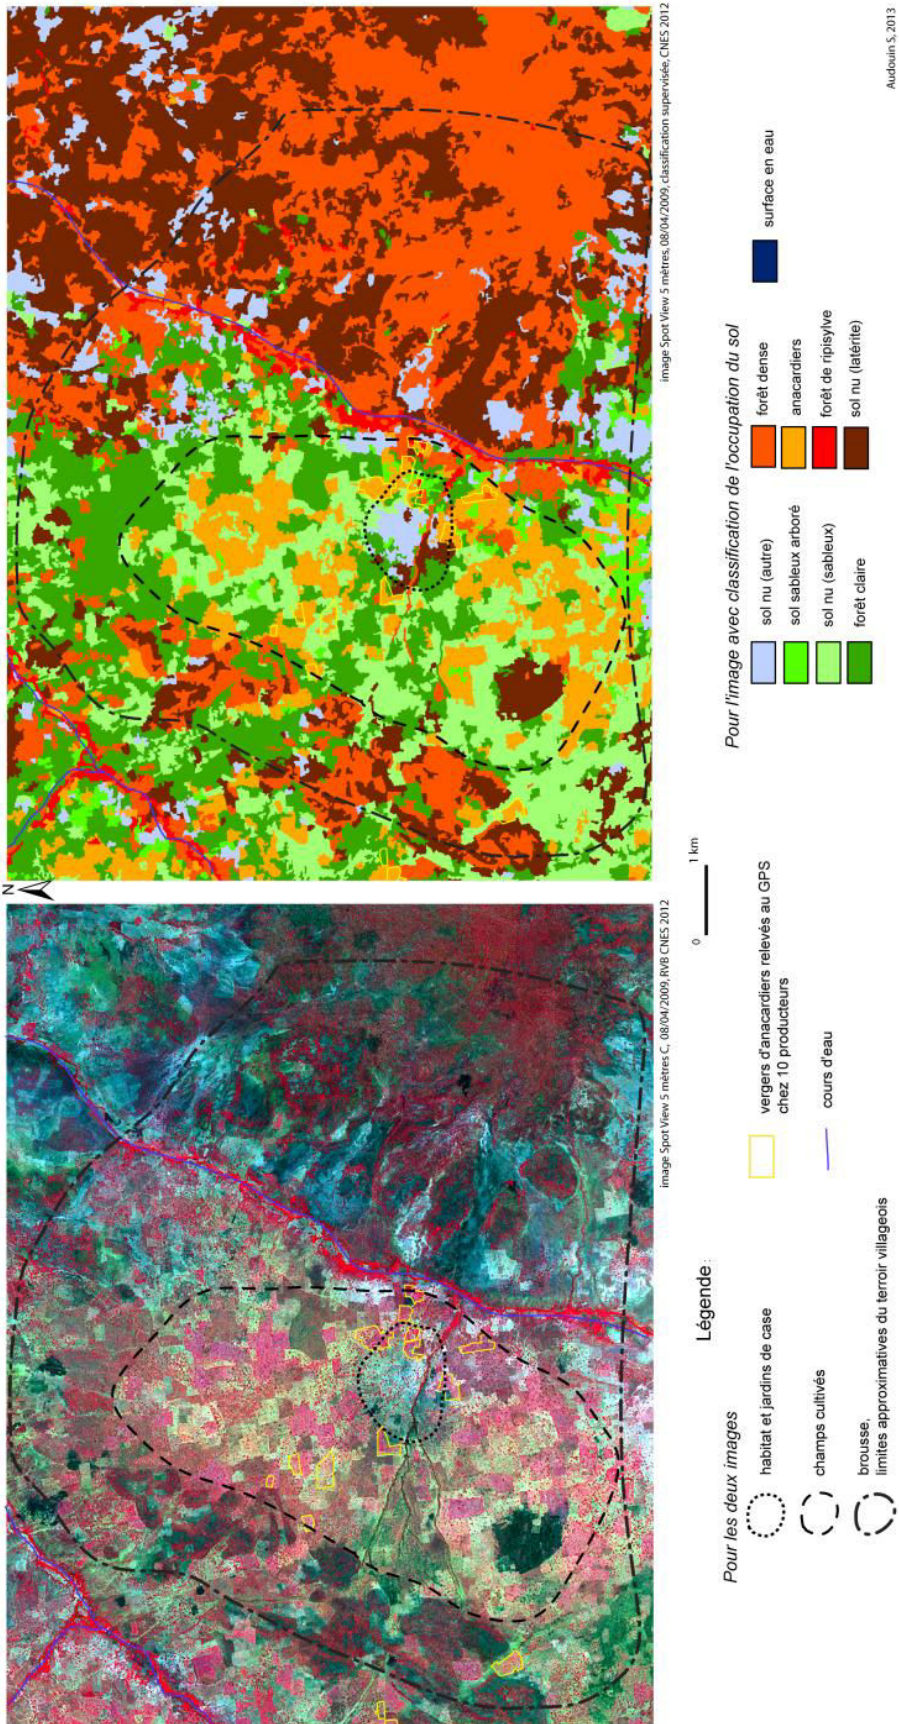 N
image Spot View 5 mètres C, 08/04/2009, RVB CNES 2012
image Spot View 5 mètres, 08/04/2009, classification supervisée, CNES 2012
0
1 km
Légende :
Pour les deux images
habitat et jardins de case
champs cultivés
brousse,
limites approximatives du terroir villageois
vergers d'anacardiers relevés au GPS
chez 10 producteurs
cours d'eau
Pour l'image avec classification de l'occupation du sol
sol nu (autre)
sol sableux arboré
sol nu (sableux)
forêt claire
forêt dense
anacardiers
forêt de ripisylve
sol nu (latérite)
surface en eau
Audouin S, 2013